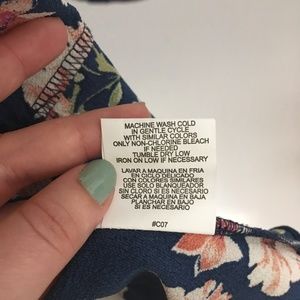 MACHINE WASH COLD
IN GENTLE CYCLE
WITH SIMILAR COLORS
ONLY NON-CHLORINE BLEACH
IF NEEDED
TUMBLE DRY LOW
IRON ON LOW IF NECESSARY
LAVAR A MAQUINA EN FRIA
EN CICLO DELICADO
CON COLORES SIMILARES
USE SOLO BLANQUEADOR
SIN CLORO SI ES NECESARIO
SECAR A MAQUINA EN BAJA
PLANCHAR EN BAJO
SI ES NECESARIO
#C07